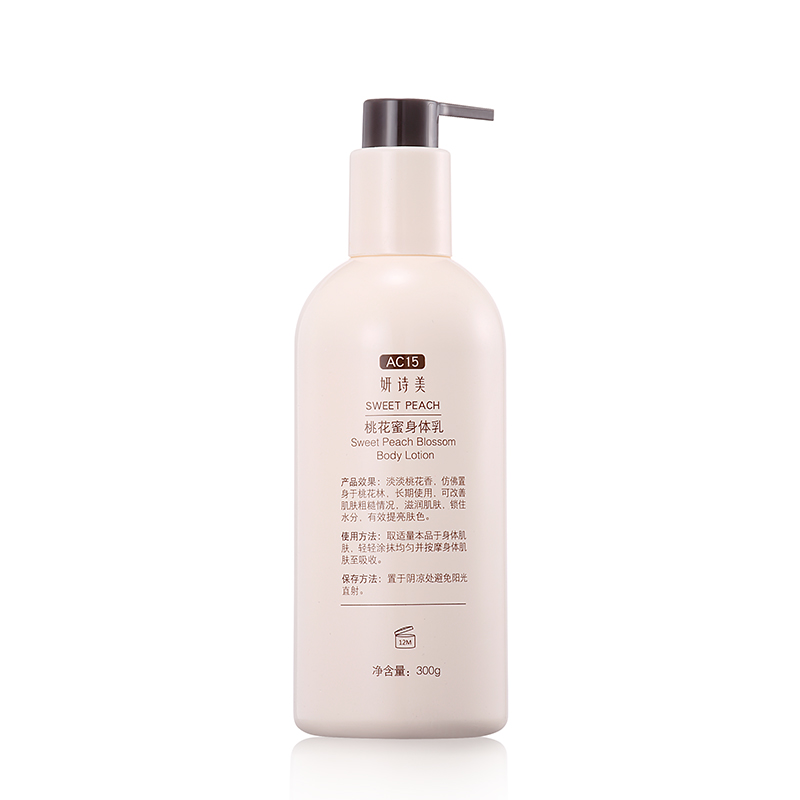 AC15
妍诗美
SWEET PEACH
桃花蜜身体乳
Sweet Peach Blossom
Body Lotion
产品效果：淡淡桃花香，仿佛置
身于桃花林，长期使用，可改善
肌肤粗糙情况，滋润肌肤，锁住
水分，有效提亮肤色。
使用方法：取适量本品于身体肌
肤，轻轻涂抹均匀并按摩身体肌
肤至吸收。
保存方法：置于阴凉处避免阳光
直射。
12M
净含量：300g